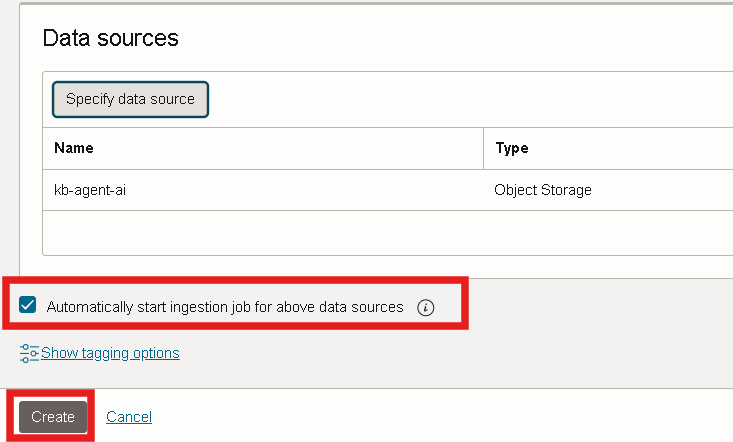 Data sources
Specify data source
Name Type
kb-agent-ai Object Storage
Automatically start ingestion job for above data sources
Show tagging options
Create Cancel